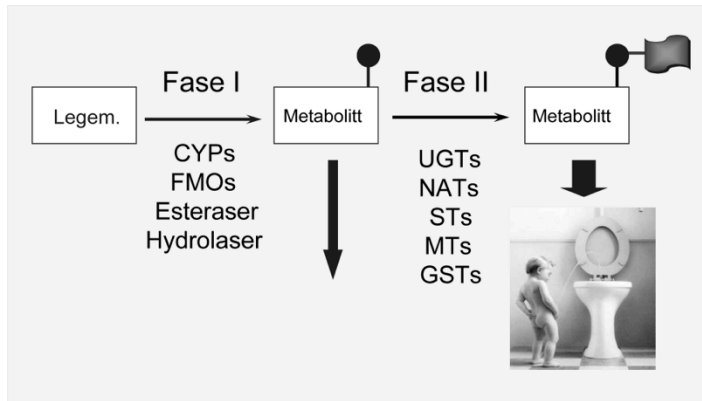 Fase I
Fase II
Legem.
Metabolitt
Metabolitt
CYPs
FMOs
Esteraser
Hydrolaser
UGTs
NATs
STs
MTs
GSTs